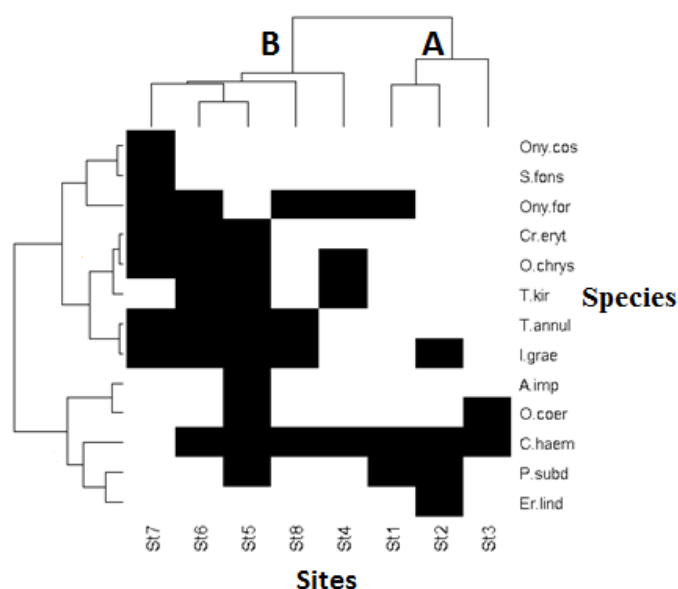 B
A
Ony.cos
S.fons
Ony.for
Cr.eryt
O.chrys
T.kir
Species
T.annul
I.grae
A.imp
O.coer
C.haem
P.subd
Er.lind
St7 St6 St5 St8 St4 St1 St2 St3
Sites